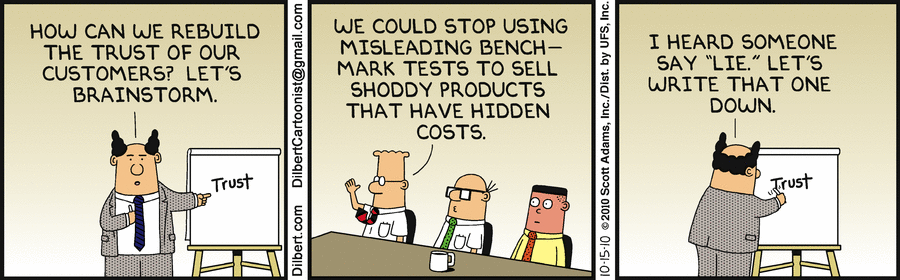 HOW CAN WE REBUILD
THE TRUST OF OUR
CUSTOMERS? LET'S
BRAINSTORM.
Trust
Dilbert.com DilbertCartoonist@gmail.com
WE COULD STOP USING
MISLEADING BENCH-
MARK TESTS TO SELL
SHODDY PRODUCTS
THAT HAVE HIDDEN
COSTS.
10-15-10 ©2010 Scott Adams, Inc./Dist. by UFS, Inc.
I HEARD SOMEONE
SAY "LIE." LET'S
WRITE THAT ONE
DOWN.
Trust